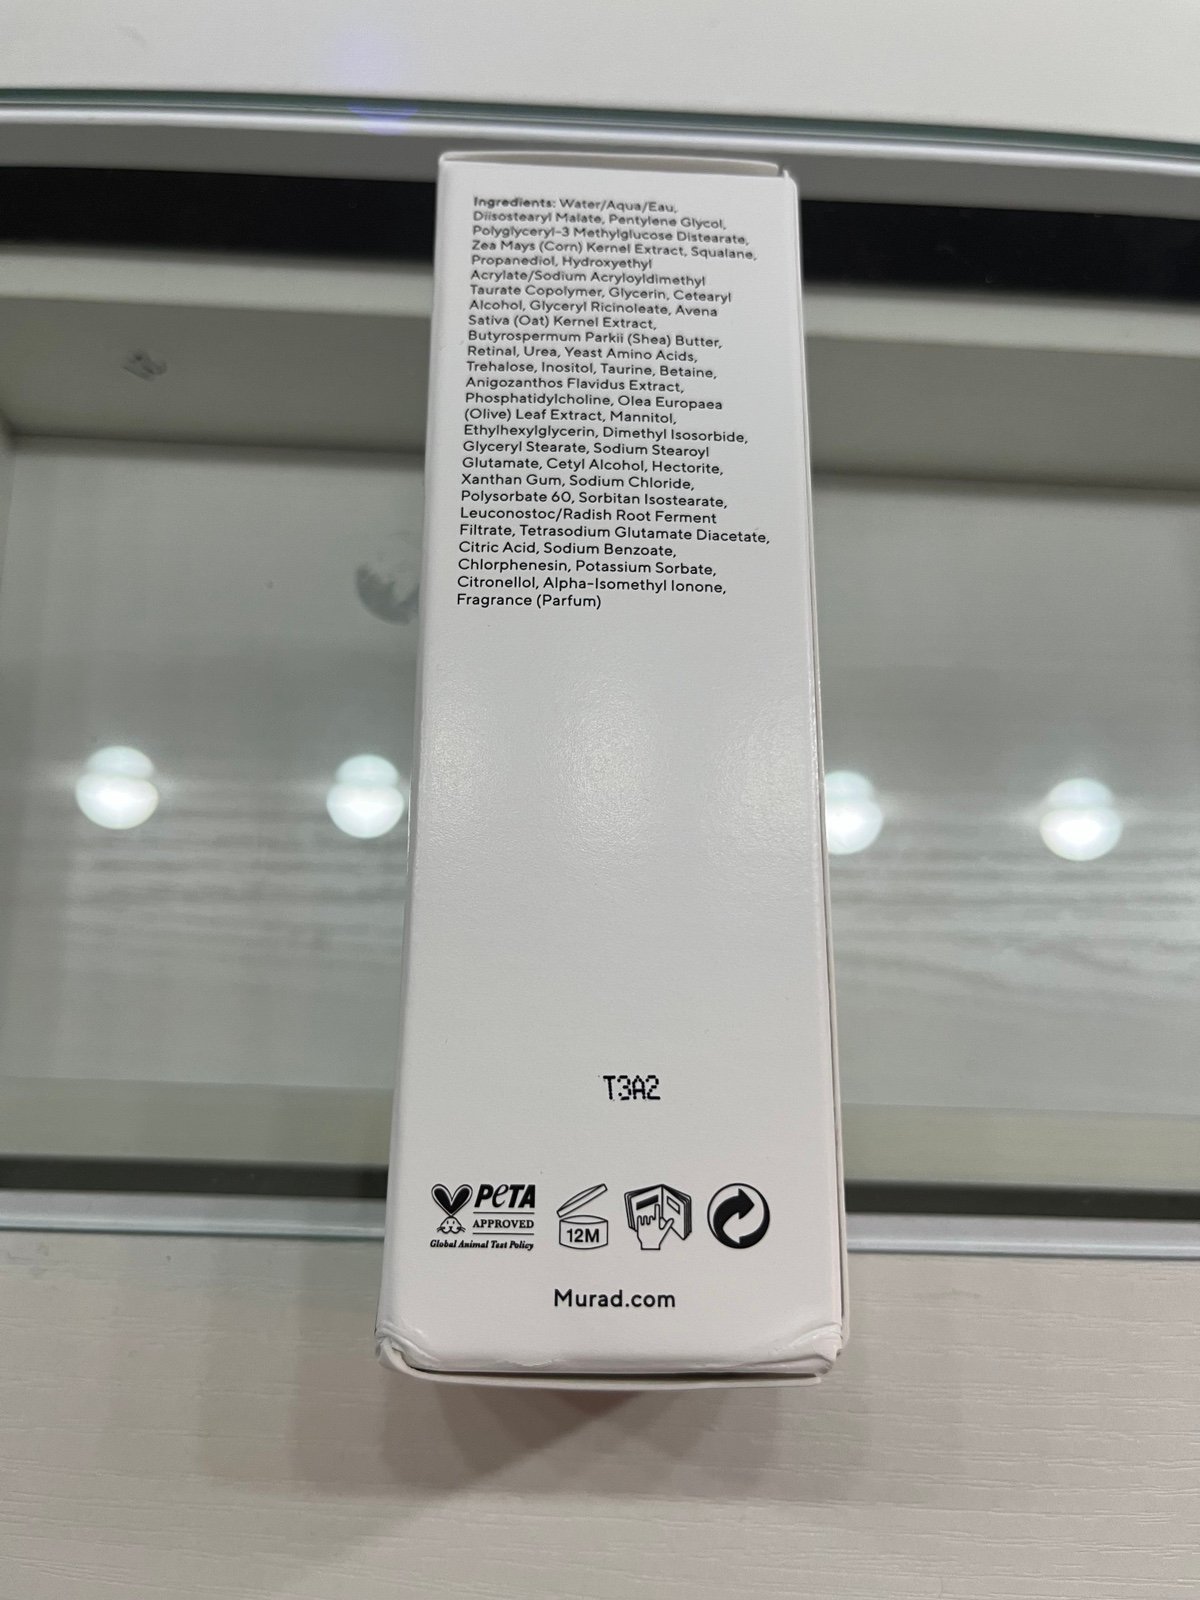 Ingredients: Water/Aqua/Eau,
Diisostearyl Malate, Pentylene Glycol,
Polyglyceryl-3 Methylglucose Distearate,
Zea Mays (Corn) Kernel Extract, Squalane,
Propanediol, Hydroxyethyl
Acrylate/Sodium Acryloyldimethyl
Taurate Copolymer, Glycerin, Cetearyl
Alcohol, Glyceryl Ricinoleate, Avena
Sativa (Oat) Kernel Extract,
Butyrospermum Parkii (Shea) Butter,
Retinal, Urea, Yeast Amino Acids,
Trehalose, Inositol, Taurine, Betaine,
Anigozanthos Flavidus Extract,
Phosphatidylcholine, Olea Europaea
(Olive) Leaf Extract, Mannitol,
Ethylhexylglycerin, Dimethyl Isosorbide,
Glyceryl Stearate, Sodium Stearoyl
Glutamate, Cetyl Alcohol, Hectorite,
Xanthan Gum, Sodium Chloride,
Polysorbate 60, Sorbitan Isostearate,
Leuconostoc/Radish Root Ferment
Filtrate, Tetrasodium Glutamate Diacetate,
Citric Acid, Sodium Benzoate,
Chlorphenesin, Potassium Sorbate,
Citronellol, Alpha-Isomethyl Ionone,
Fragrance (Parfum)
T3A2
PeTA
APPROVED
Global Animal Test Policy
12M
Murad.com